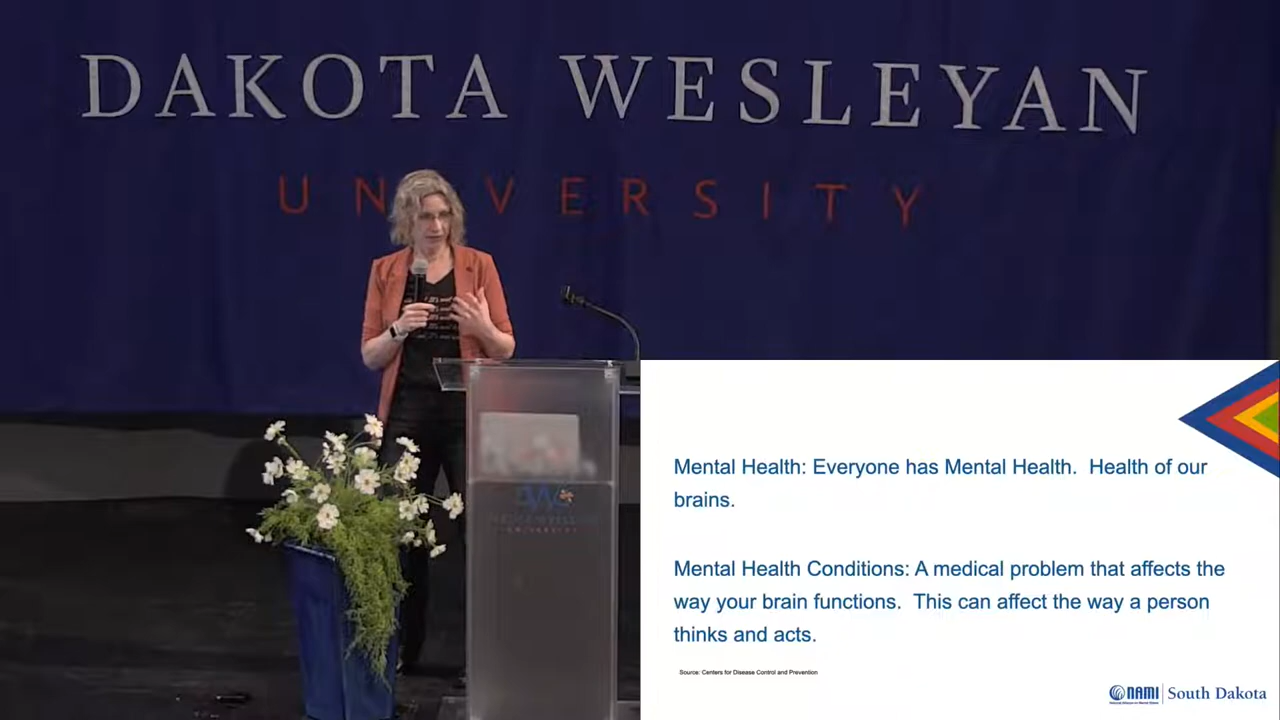 DAKOTA WESLEYAN
UNIVERSITY
Mental Health: Everyone has Mental Health. Health of our
brains.
Mental Health Conditions: A medical problem that affects the
way your brain functions. This can affect the way a person
thinks and acts.
Source: Centers for Disease Control and Prevention
NAMI South Dakota